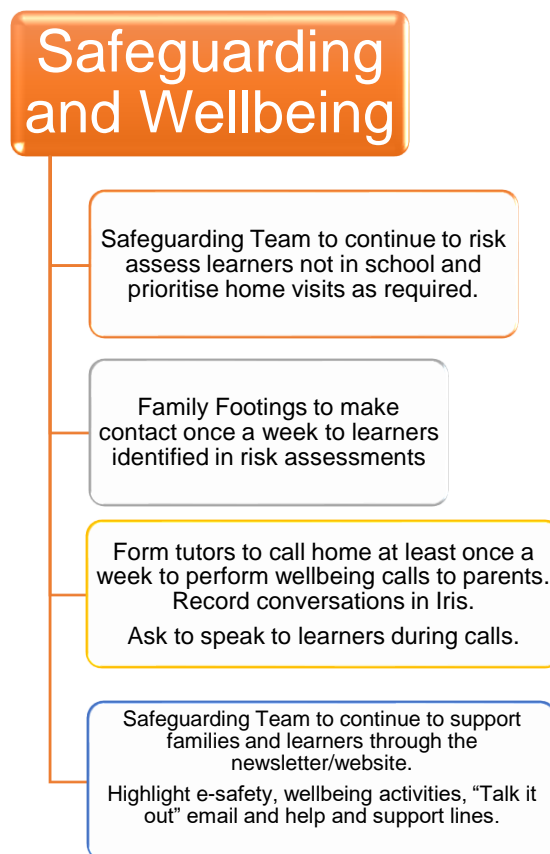 Safeguarding
and Wellbeing
Safeguarding Team to continue to risk
assess learners not in school and
prioritise home visits as required.
Family Footings to make
contact once a week to learners
identified in risk assessments
Form tutors to call home at least once a
week to perform wellbeing calls to parents.
Record conversations in Iris.
Ask to speak to learners during calls.
Safeguarding Team to continue to support
families and learners through the
newsletter/website.
Highlight e-safety, wellbeing activities, “Talk it
out” email and help and support lines.